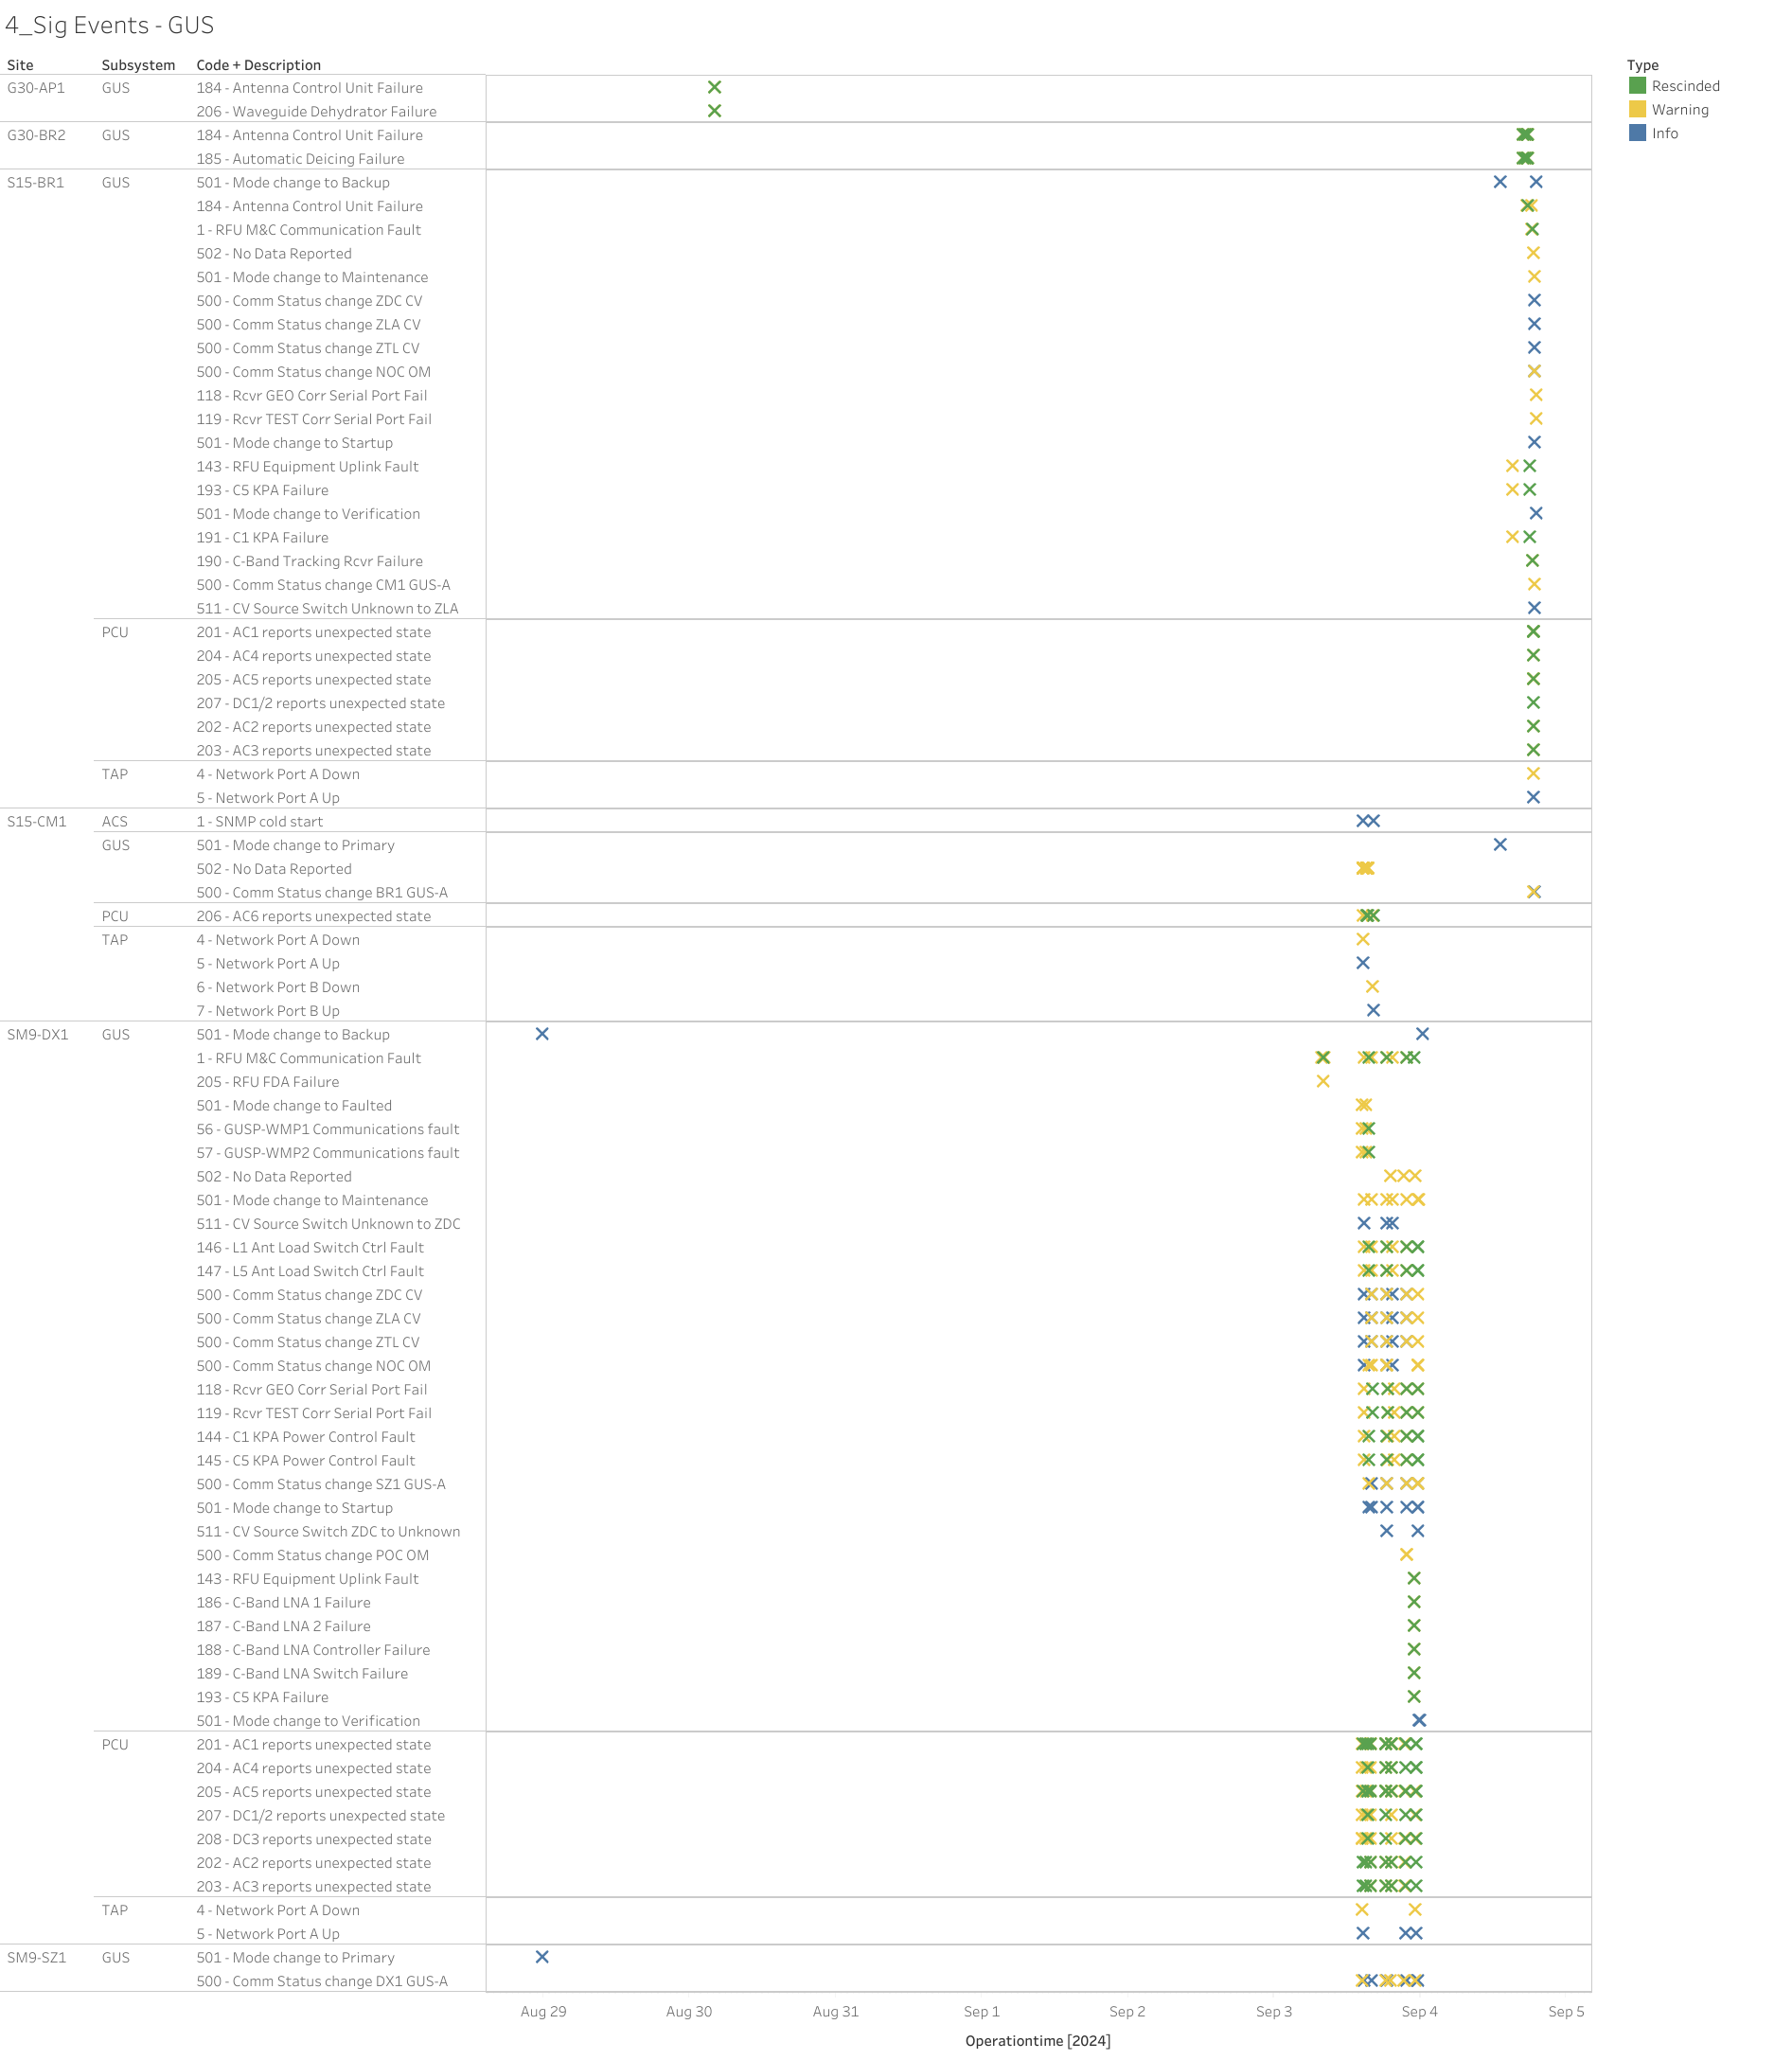 4_Sig Events - GUS
Site Subsystem Code + Description Type
G30-AP1 GUS 184 - Antenna Control Unit Failure Rescinded
206 - Waveguide Dehydrator Failure Warning
G30-BR2 GUS 184 - Antenna Control Unit Failure Info
185 - Automatic Deicing Failure
S15-BR1 GUS 501 - Mode change to Backup
184 - Antenna Control Unit Failure
1 - RFU M&C Communication Fault
502 - No Data Reported
501 - Mode change to Maintenance
500 - Comm Status change ZDC CV
500 - Comm Status change ZLA CV
500 - Comm Status change ZTL CV
500 - Comm Status change NOC OM
118 - Rcvr GEO Corr Serial Port Fail
119 - Rcvr TEST Corr Serial Port Fail
501 - Mode change to Startup
143 - RFU Equipment Uplink Fault
193 - C5 KPA Failure
501 - Mode change to Verification
191 - C1 KPA Failure
190 - C-Band Tracking Rcvr Failure
500 - Comm Status change CM1 GUS-A
511 - CV Source Switch Unknown to ZLA
PCU 201 - AC1 reports unexpected state
204 - AC4 reports unexpected state
205 - AC5 reports unexpected state
207 - DC1/2 reports unexpected state
202 - AC2 reports unexpected state
203 - AC3 reports unexpected state
TAP 4 - Network Port A Down
5 - Network Port A Up
S15-CM1 ACS 1 - SNMP cold start
GUS 501 - Mode change to Primary
502 - No Data Reported
500 - Comm Status change BR1 GUS-A
PCU 206 - AC6 reports unexpected state
TAP 4 - Network Port A Down
5 - Network Port A Up
6 - Network Port B Down
7 - Network Port B Up
SM9-DX1 GUS 501 - Mode change to Backup
1 - RFU M&C Communication Fault
205 - RFU FDA Failure
501 - Mode change to Faulted
56 - GUSP-WMP1 Communications fault
57 - GUSP-WMP2 Communications fault
502 - No Data Reported
501 - Mode change to Maintenance
511 - CV Source Switch Unknown to ZDC
146 - L1 Ant Load Switch Ctrl Fault
147 - L5 Ant Load Switch Ctrl Fault
500 - Comm Status change ZDC CV
500 - Comm Status change ZLA CV
500 - Comm Status change ZTL CV
500 - Comm Status change NOC OM
118 - Rcvr GEO Corr Serial Port Fail
119 - Rcvr TEST Corr Serial Port Fail
144 - C1 KPA Power Control Fault
145 - C5 KPA Power Control Fault
500 - Comm Status change SZ1 GUS-A
501 - Mode change to Startup
511 - CV Source Switch ZDC to Unknown
500 - Comm Status change POC OM
143 - RFU Equipment Uplink Fault
186 - C-Band LNA 1 Failure
187 - C-Band LNA 2 Failure
188 - C-Band LNA Controller Failure
189 - C-Band LNA Switch Failure
193 - C5 KPA Failure
501 - Mode change to Verification
PCU 201 - AC1 reports unexpected state
204 - AC4 reports unexpected state
205 - AC5 reports unexpected state
207 - DC1/2 reports unexpected state
208 - DC3 reports unexpected state
202 - AC2 reports unexpected state
203 - AC3 reports unexpected state
TAP 4 - Network Port A Down
5 - Network Port A Up
SM9-SZ1 GUS 501 - Mode change to Primary
500 - Comm Status change DX1 GUS-A
Aug 29 Aug 30 Aug 31 Sep 1 Sep 2 Sep 3 Sep 4 Sep 5
Operationtime [2024]